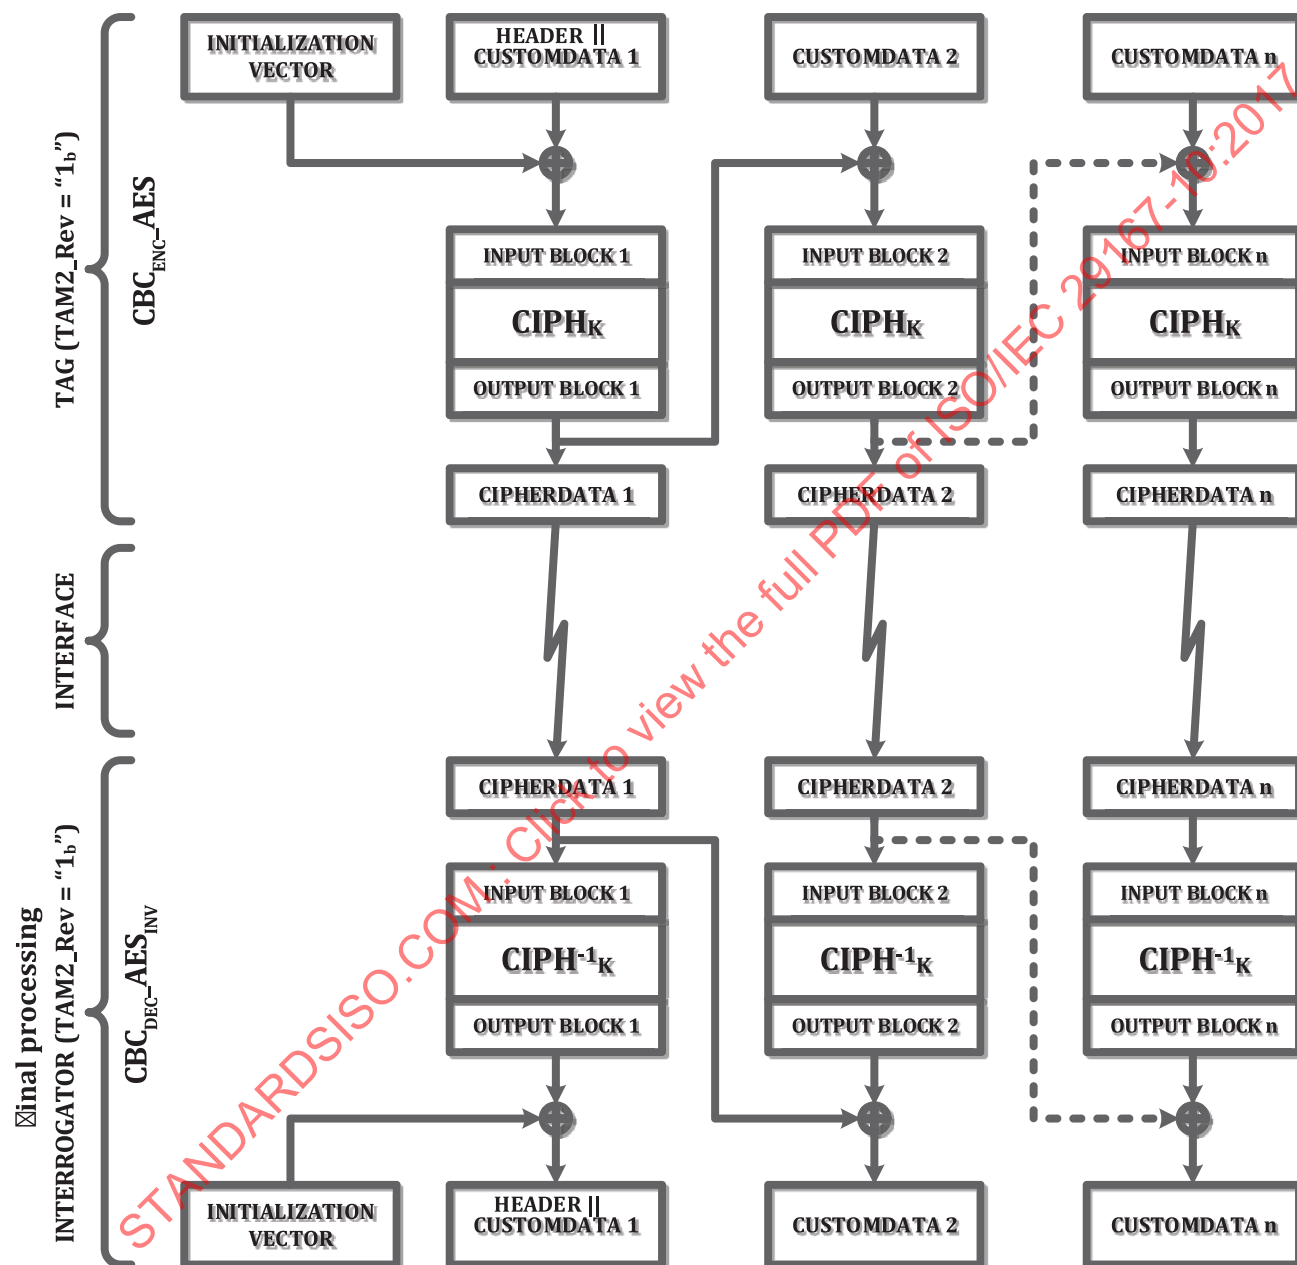 INITIALIZATION
VECTOR
HEADER ||
CUSTOMDATA 1
CUSTOMDATA 2
CUSTOMDATA n
TAG (TAM2_Rev = “1b”)
CBCENC_AES
INPUT BLOCK 1
INPUT BLOCK 2
INPUT BLOCK n
CIPHK
CIPHK
CIPHK
OUTPUT BLOCK 1
OUTPUT BLOCK 2
OUTPUT BLOCK n
CIPHERDATA 1
CIPHERDATA 2
CIPHERDATA n
INTERFACE
CIPHERDATA 1
CIPHERDATA 2
CIPHERDATA n
inal processing
INTERROGATOR (TAM2_Rev = “1b”)
CBCDEC_AESINV
INPUT BLOCK 1
INPUT BLOCK 2
INPUT BLOCK n
CIPH-1K
CIPH-1K
CIPH-1K
OUTPUT BLOCK 1
OUTPUT BLOCK 2
OUTPUT BLOCK n
INITIALIZATION
VECTOR
HEADER ||
CUSTOMDATA 1
CUSTOMDATA 2
CUSTOMDATA n
STANDARDSISO.COM : Click to view the full PDF of ISO/IEC 29167-10:2017